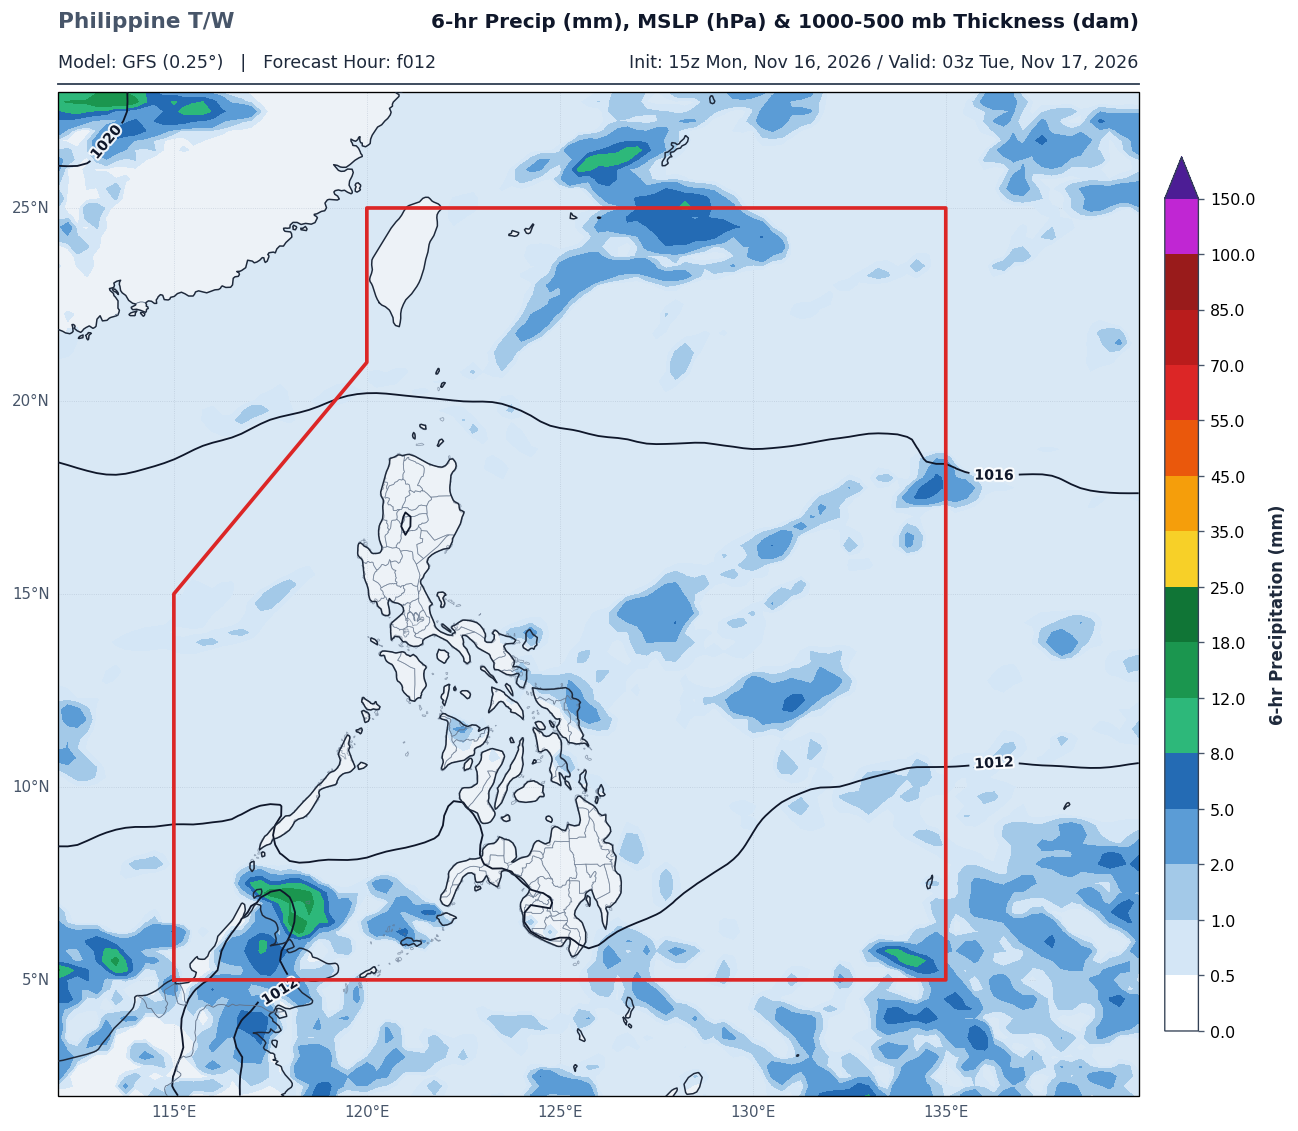 Philippine T/W
6-hr Precip (mm), MSLP (hPa) & 1000-500 mb Thickness (dam)
Model: GFS (0.25°) | Forecast Hour: f012
Init: 15z Mon, Nov 16, 2026 / Valid: 03z Tue, Nov 17, 2026
1020
25°N
20°N
15°N
10°N
5°N
1016
1012
1012
115°E
120°E
125°E
130°E
135°E
150.0
100.0
85.0
70.0
55.0
45.0
35.0
25.0
18.0
12.0
8.0
5.0
2.0
1.0
0.5
0.0
6-hr Precipitation (mm)